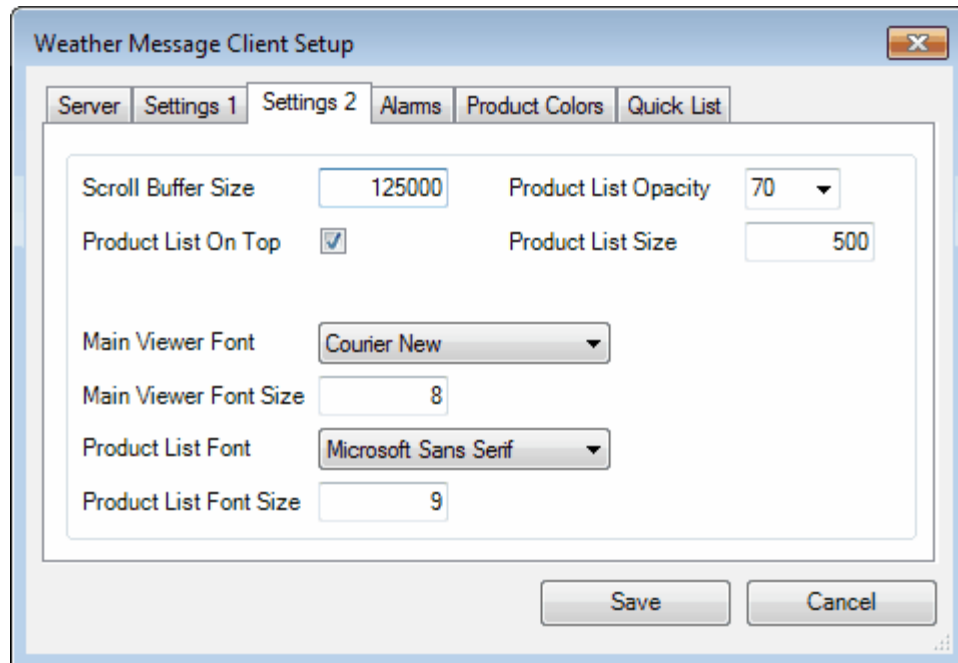 Weather Message Client Setup
Server Settings 1 Settings 2 Alarms Product Colors Quick List
Scroll Buffer Size 125000 Product List Opacity 70
Product List On Top Product List Size 500
Main Viewer Font Courier New
Main Viewer Font Size 8
Product List Font Microsoft Sans Serif
Product List Font Size 9
Save Cancel